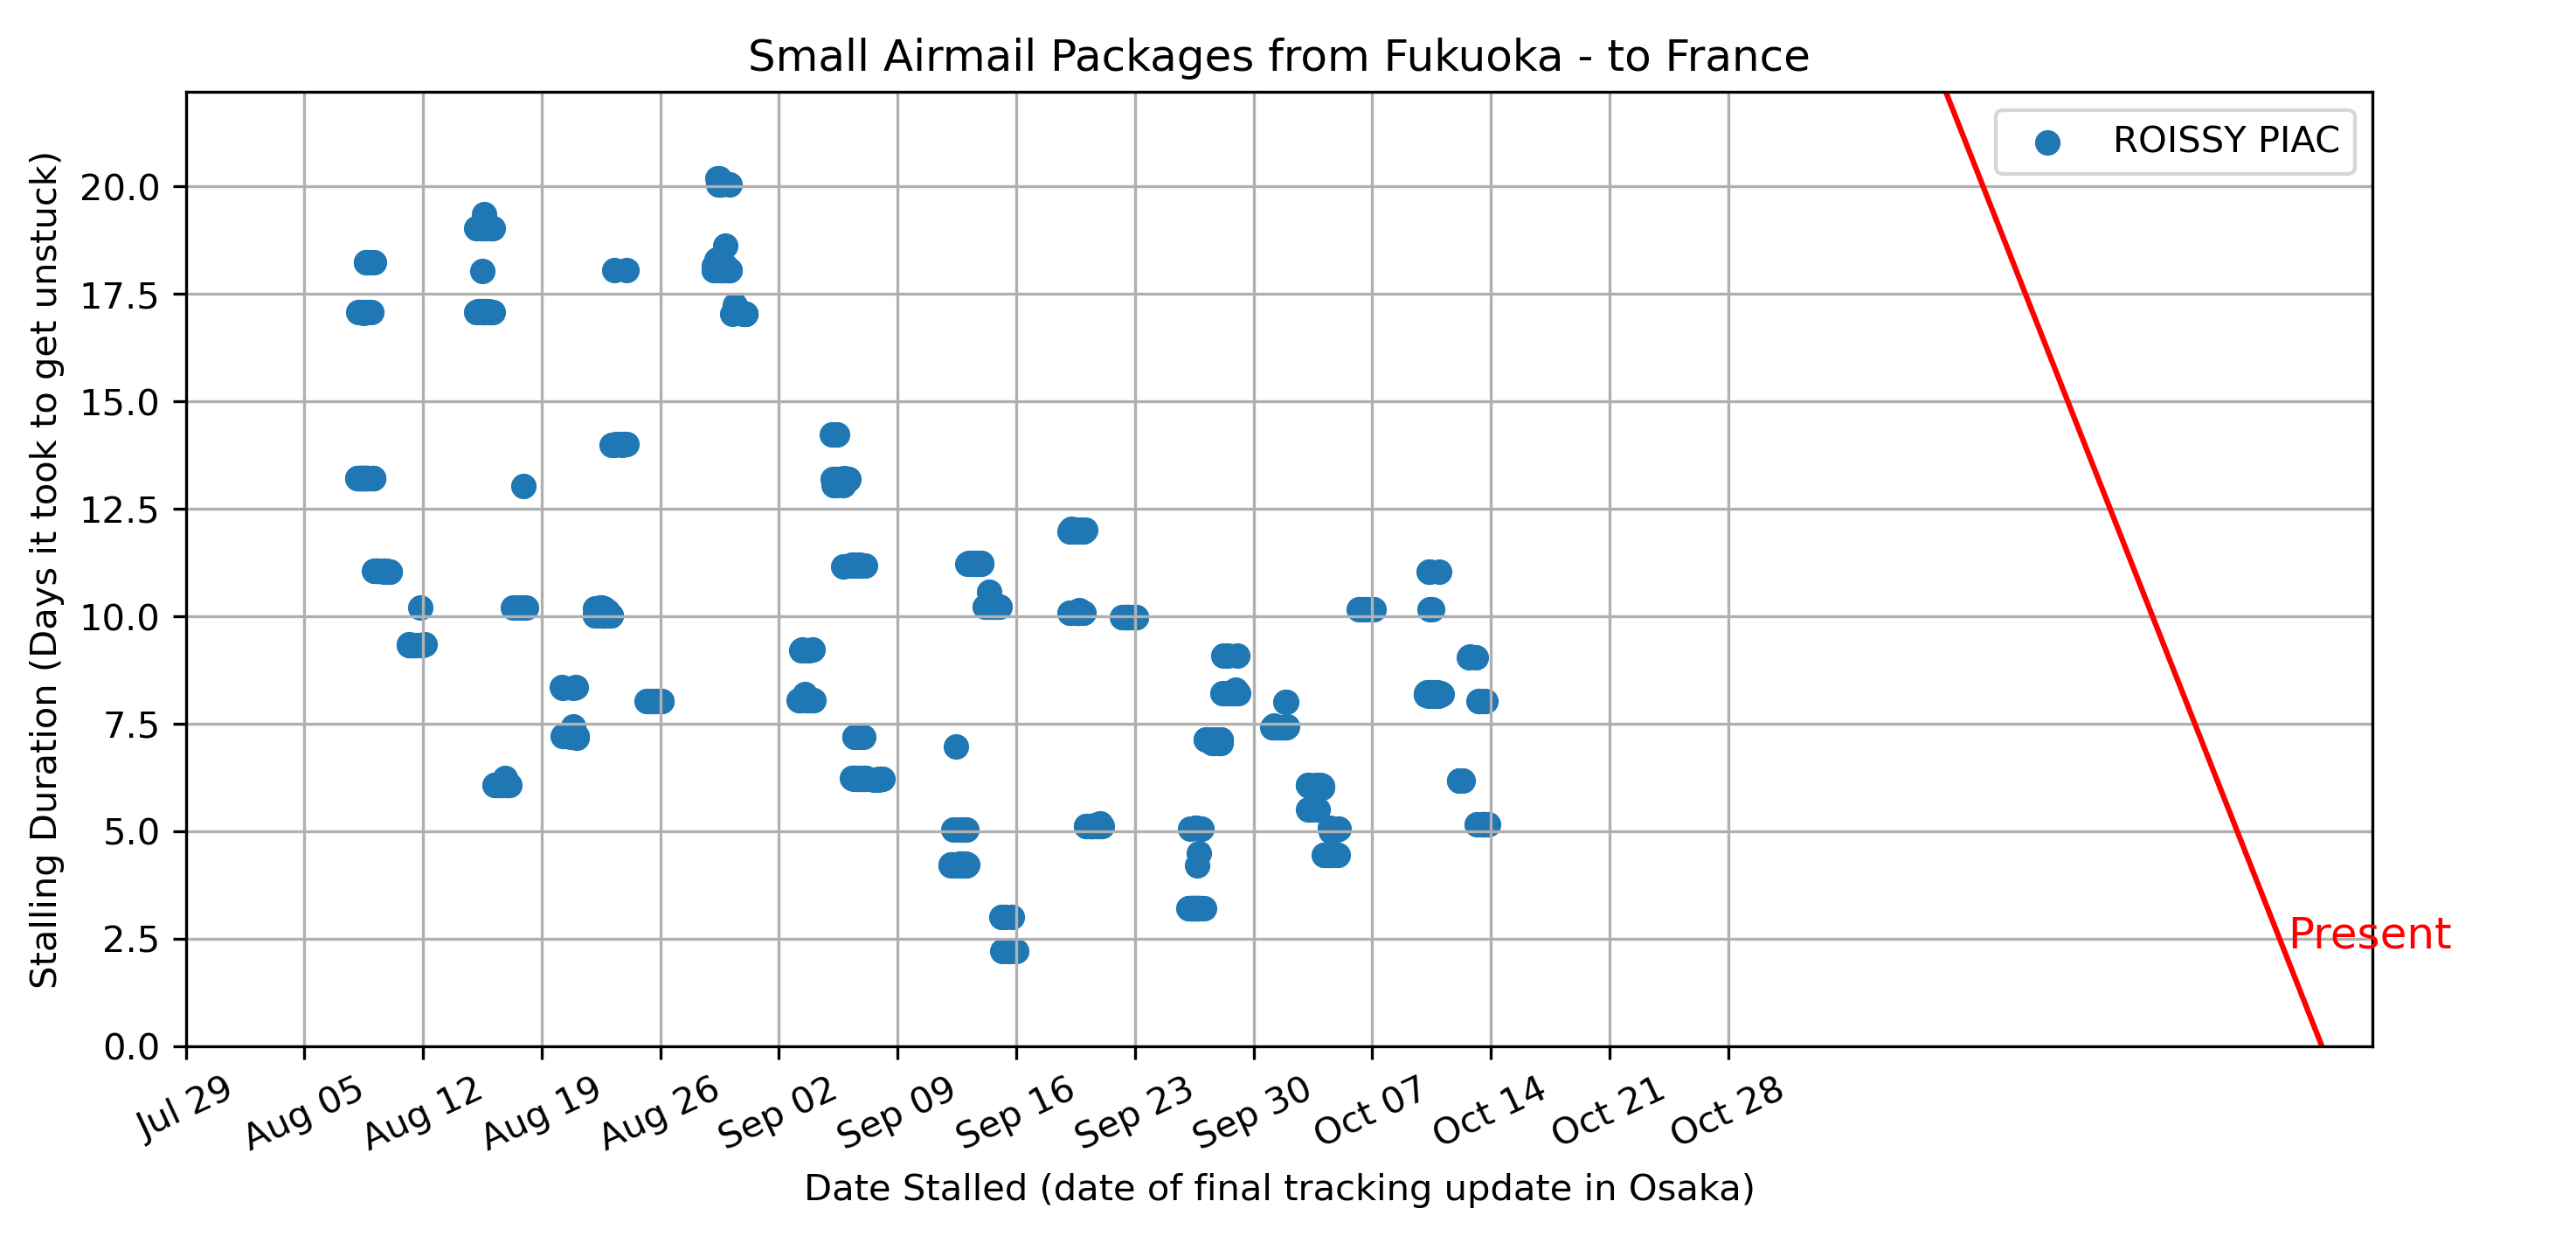 Small Airmail Packages from Fukuoka - to France
ROISSY PIAC
Stalling Duration (Days it took to get unstuck)
20.0
17.5
15.0
12.5
10.0
7.5
5.0
2.5
0.0
Present
Jul 29 Aug 05 Aug 12 Aug 19 Aug 26 Sep 02 Sep 09 Sep 16 Sep 23 Sep 30 Oct 07 Oct 14 Oct 21 Oct 28
Date Stalled (date of final tracking update in Osaka)